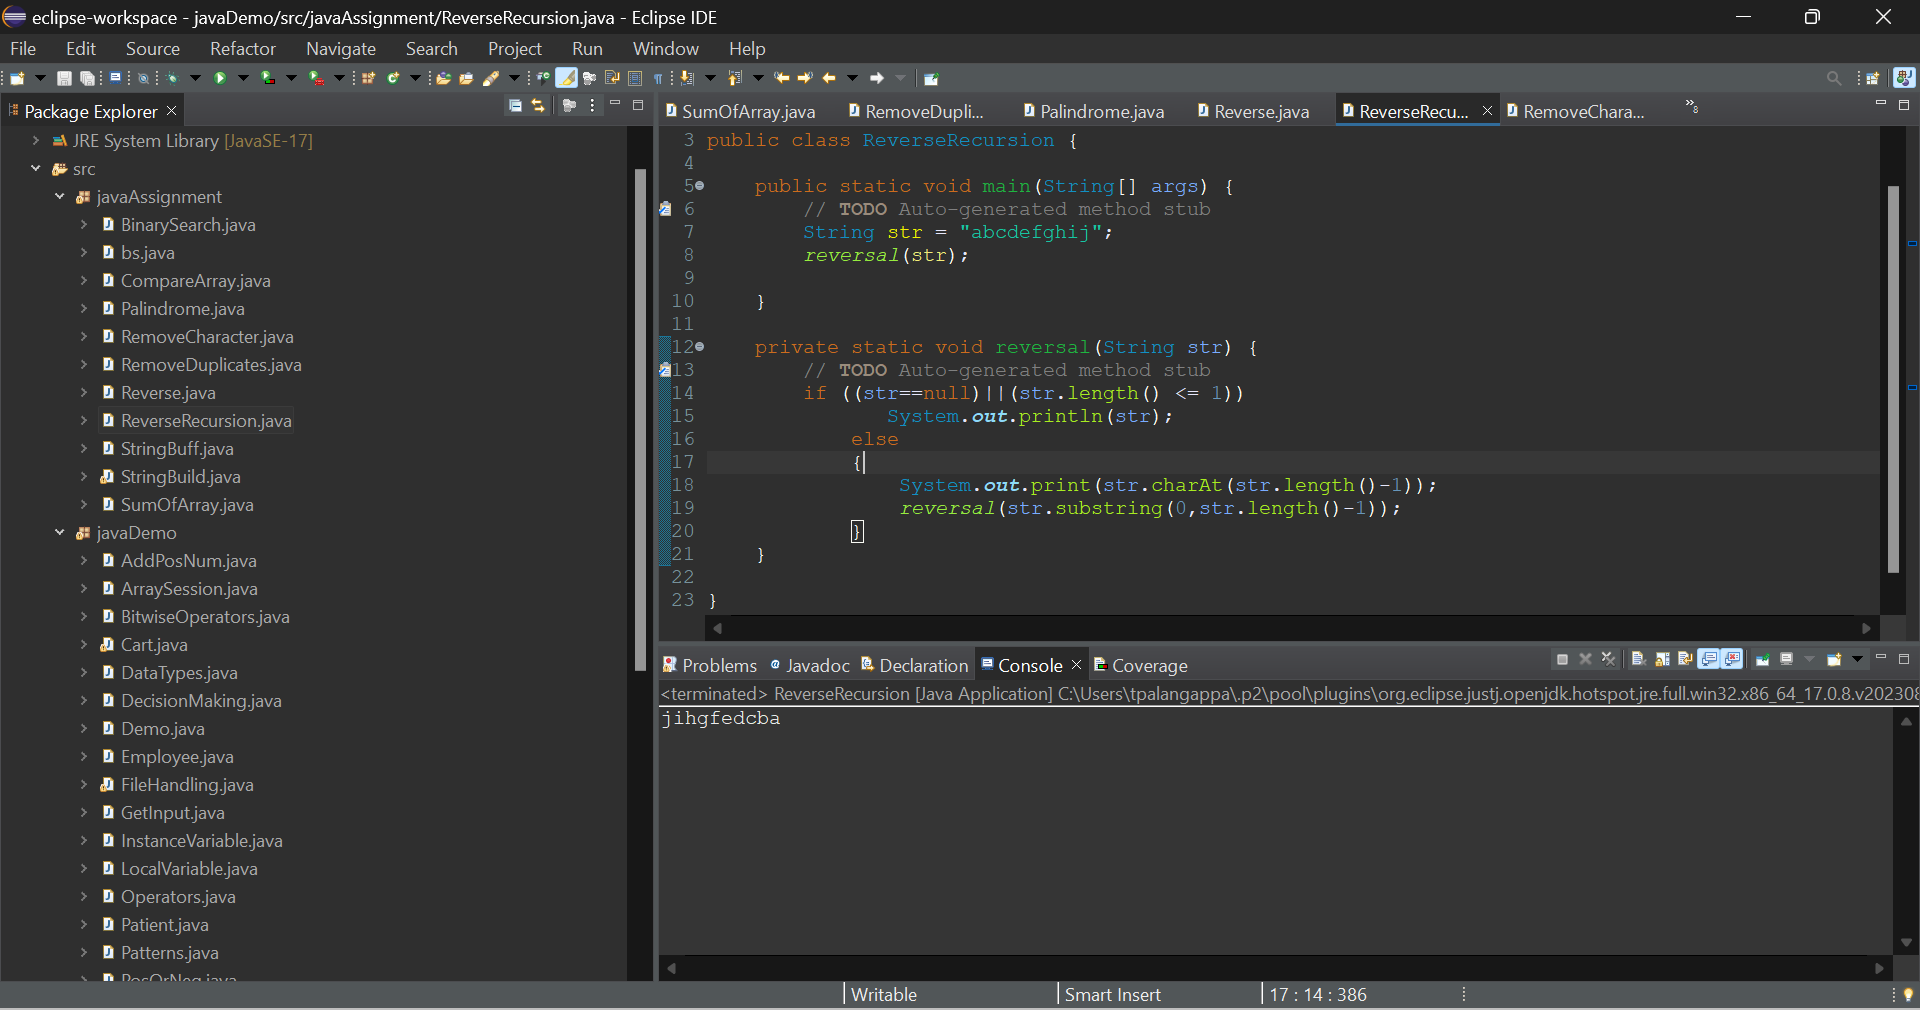 eclipse-workspace - javaDemo/src/javaAssignment/ReverseRecursion.java - Eclipse IDE
File Edit Source Refactor Navigate Search Project Run Window Help
Package Explorer
JRE System Library [JavaSE-17]
src
javaAssignment
BinarySearch.java
bs.java
CompareArray.java
Palindrome.java
RemoveCharacter.java
RemoveDuplicates.java
Reverse.java
ReverseRecursion.java
StringBuff.java
StringBuild.java
SumOfArray.java
javaDemo
AddPosNum.java
ArraySession.java
BitwiseOperators.java
Cart.java
DataTypes.java
DecisionMaking.java
Demo.java
Employee.java
FileHandling.java
GetInput.java
InstanceVariable.java
LocalVariable.java
Operators.java
Patient.java
Patterns.java
PosOrNeg.java
SumOfArray.java RemoveDupli... Palindrome.java Reverse.java ReverseRecu... RemoveChara... »8
3 public class ReverseRecursion {
4
5 public static void main(String[] args) {
6 // TODO Auto-generated method stub
7 String str = "abcdefghij";
8 reversal(str);
9
10 }
11
12 private static void reversal(String str) {
13 // TODO Auto-generated method stub
14 if ((str==null)||(str.length() <= 1))
15 System.out.println(str);
16 else
17 {
18 System.out.print(str.charAt(str.length()-1));
19 reversal(str.substring(0,str.length()-1));
20 }
21 }
22
23 }
Problems Javadoc Declaration Console Coverage
<terminated> ReverseRecursion [Java Application] C:\Users\tpalangappa\.p2\pool\plugins\org.eclipse.justj.openjdk.hotspot.jre.full.win32.x86_64_17.0.8.v202308
jihgfedcba
Writable Smart Insert 17 : 14 : 386